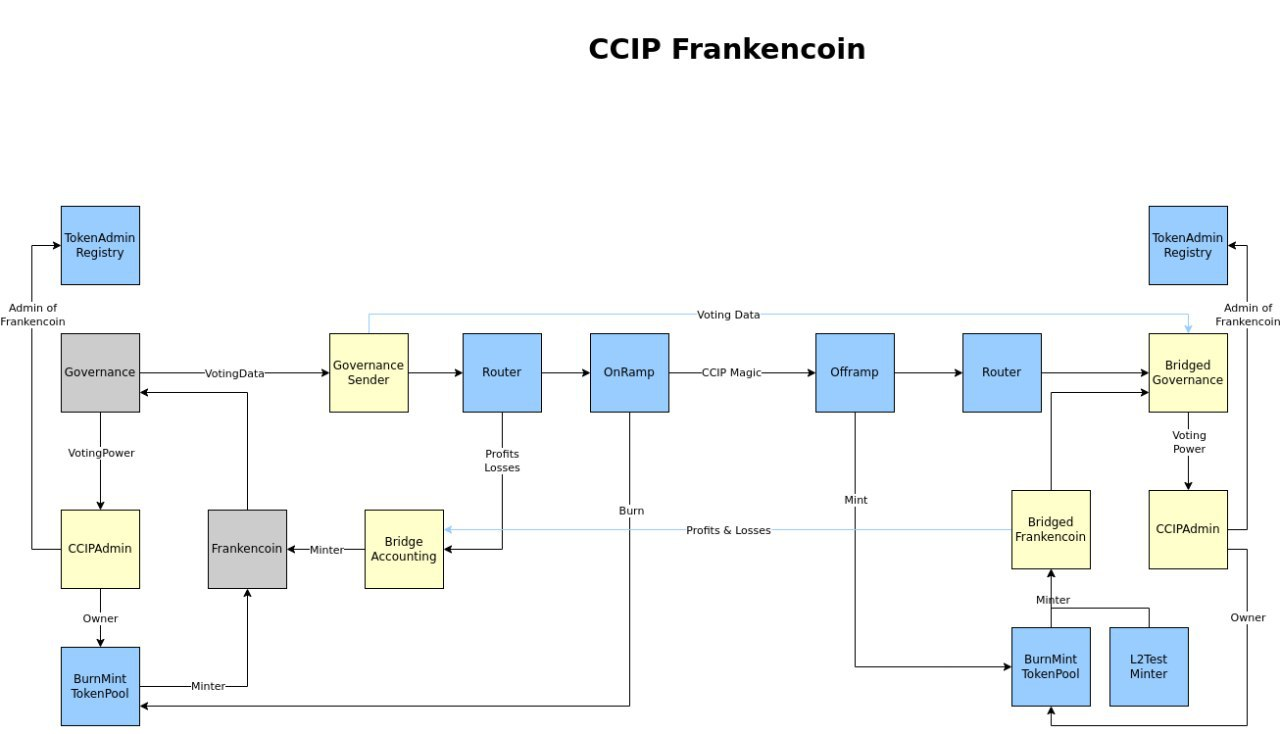 CCIP Frankencoin
TokenAdmin
Registry
TokenAdmin
Registry
Admin of
Frankencoin
Admin of
Frankencoin
Voting Data
Governance
VotingData
Governance
Sender
Router
OnRamp
CCIP Magic
Offramp
Router
Bridged
Governance
VotingPower
Profits
Losses
Voting
Power
Burn
Mint
CCIPAdmin
Frankencoin
Minter
Bridge
Accounting
Profits & Losses
Bridged
Frankencoin
CCIPAdmin
Owner
Minter
Owner
BurnMint
TokenPool
Minter
BurnMint
TokenPool
L2Test
Minter